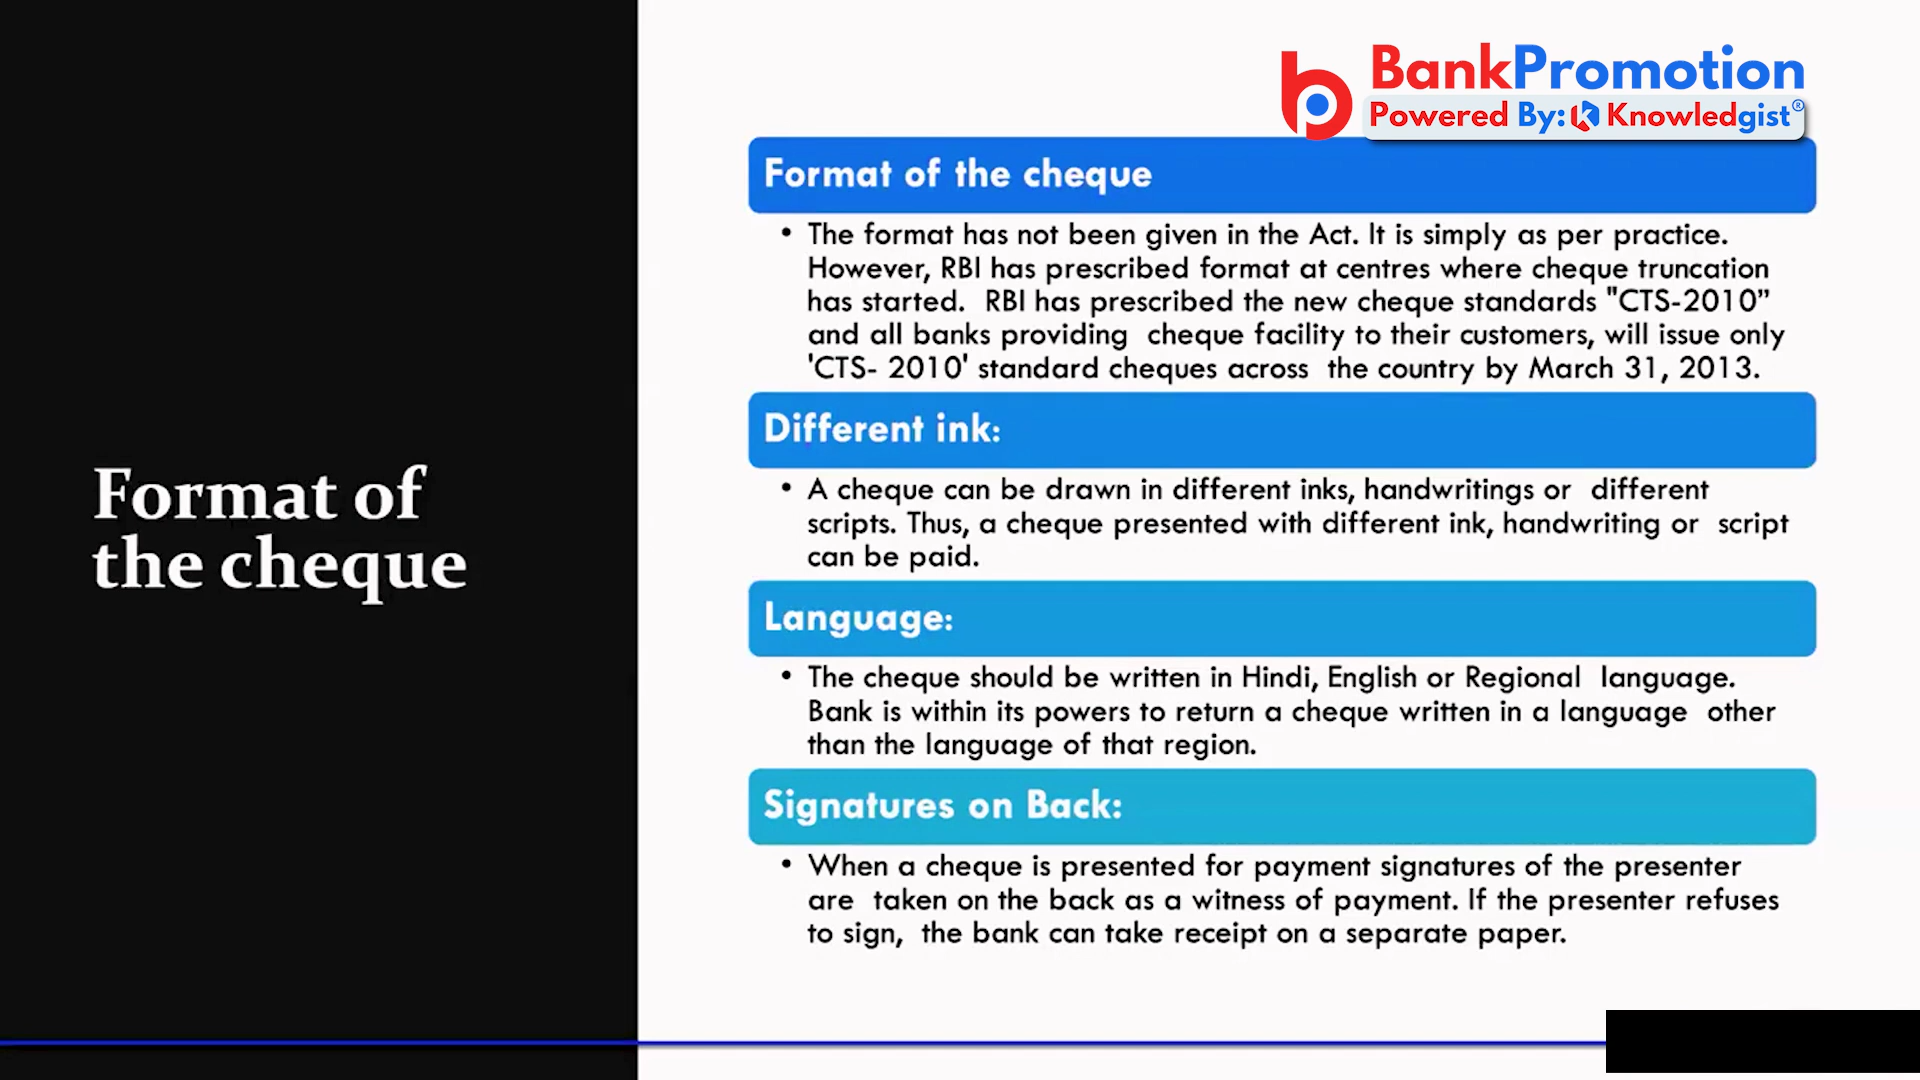 BankPromotion
Powered By: Knowledgist®
Format of
the cheque
Format of the cheque
• The format has not been given in the Act. It is simply as per practice.
However, RBI has prescribed format at centres where cheque truncation
has started. RBI has prescribed the new cheque standards "CTS-2010”
and all banks providing cheque facility to their customers, will issue only
'CTS- 2010' standard cheques across the country by March 31, 2013.
Different ink:
• A cheque can be drawn in different inks, handwritings or different
scripts. Thus, a cheque presented with different ink, handwriting or script
can be paid.
Language:
• The cheque should be written in Hindi, English or Regional language.
Bank is within its powers to return a cheque written in a language other
than the language of that region.
Signatures on Back:
• When a cheque is presented for payment signatures of the presenter
are taken on the back as a witness of payment. If the presenter refuses
to sign, the bank can take receipt on a separate paper.